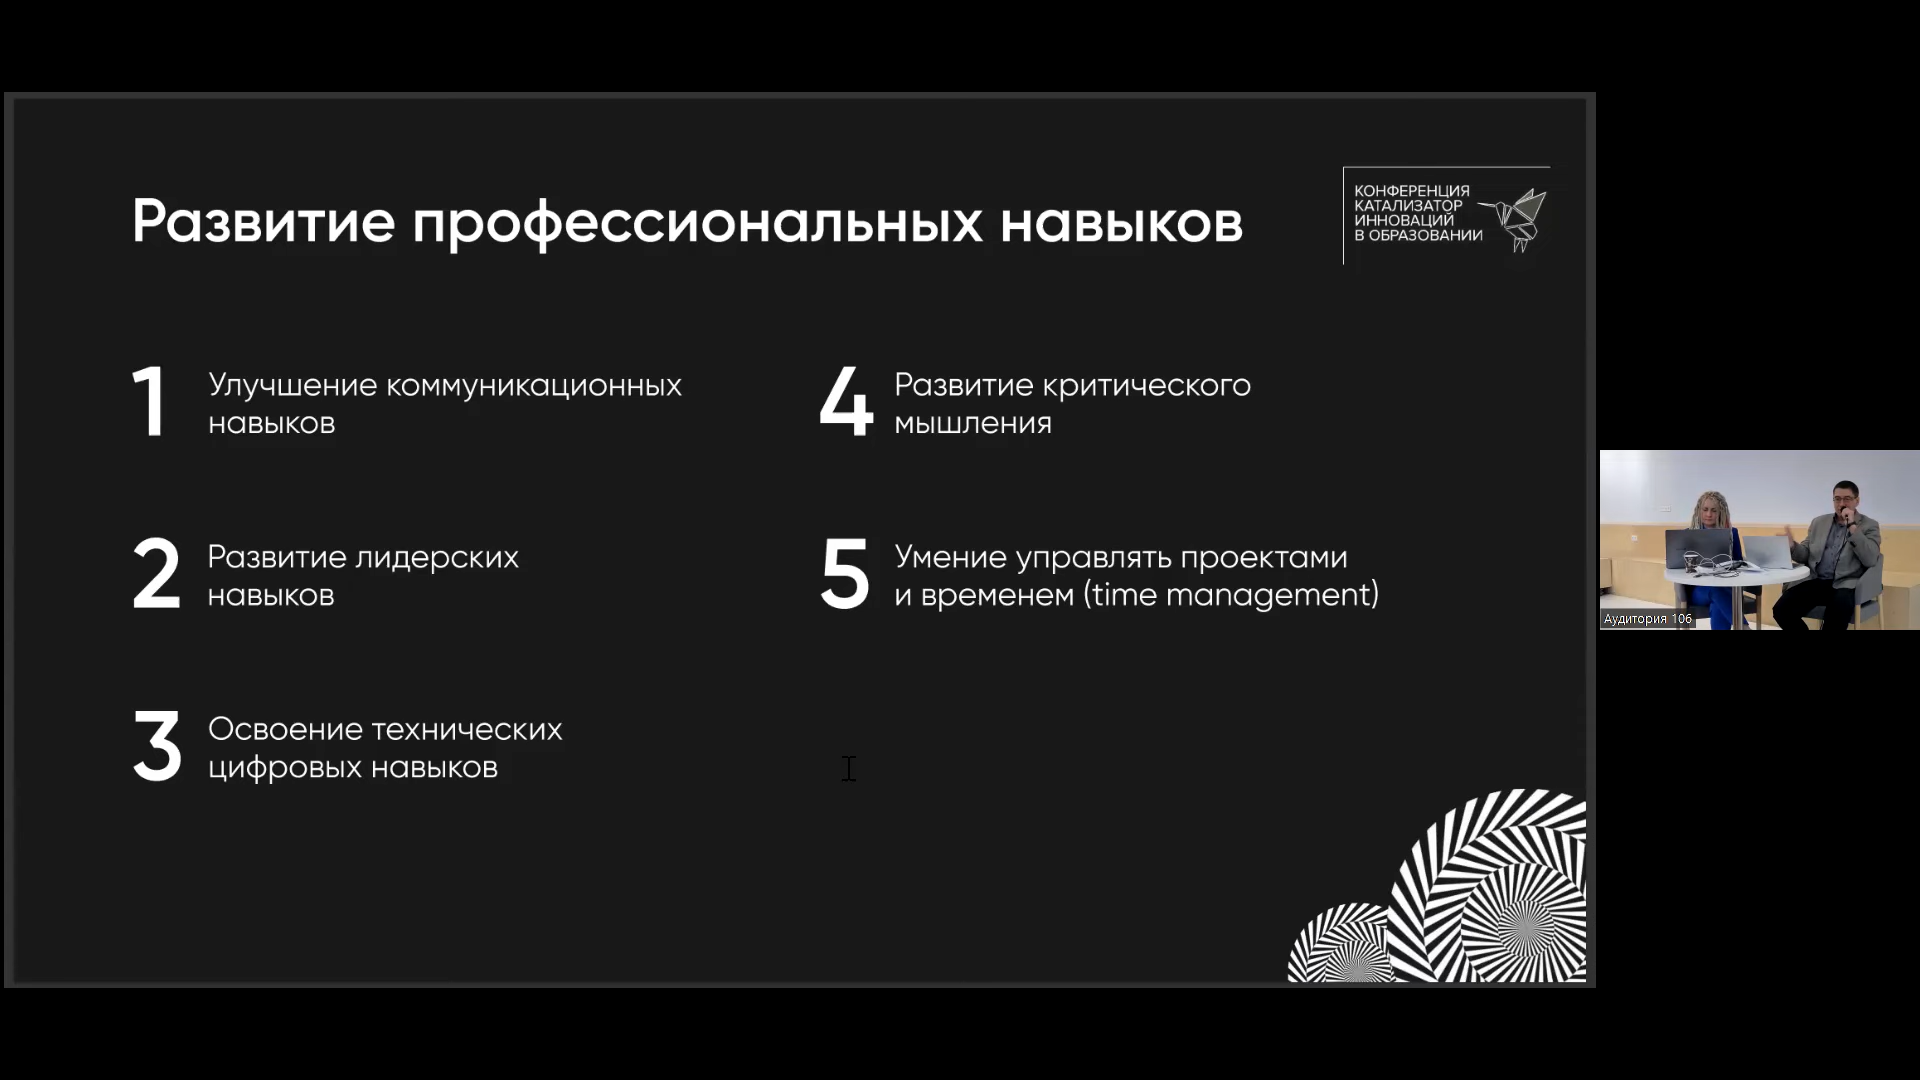 Развитие профессиональных навыков
КОНФЕРЕНЦИЯ
КАТАЛИЗАТОР
ИННОВАЦИЙ
В ОБРАЗОВАНИИ
1
Улучшение коммуникационных
навыков
2
Развитие лидерских
навыков
3
Освоение технических
цифровых навыков
4
Развитие критического
мышления
5
Умение управлять проектами
и временем (time management)
Аудитория 106